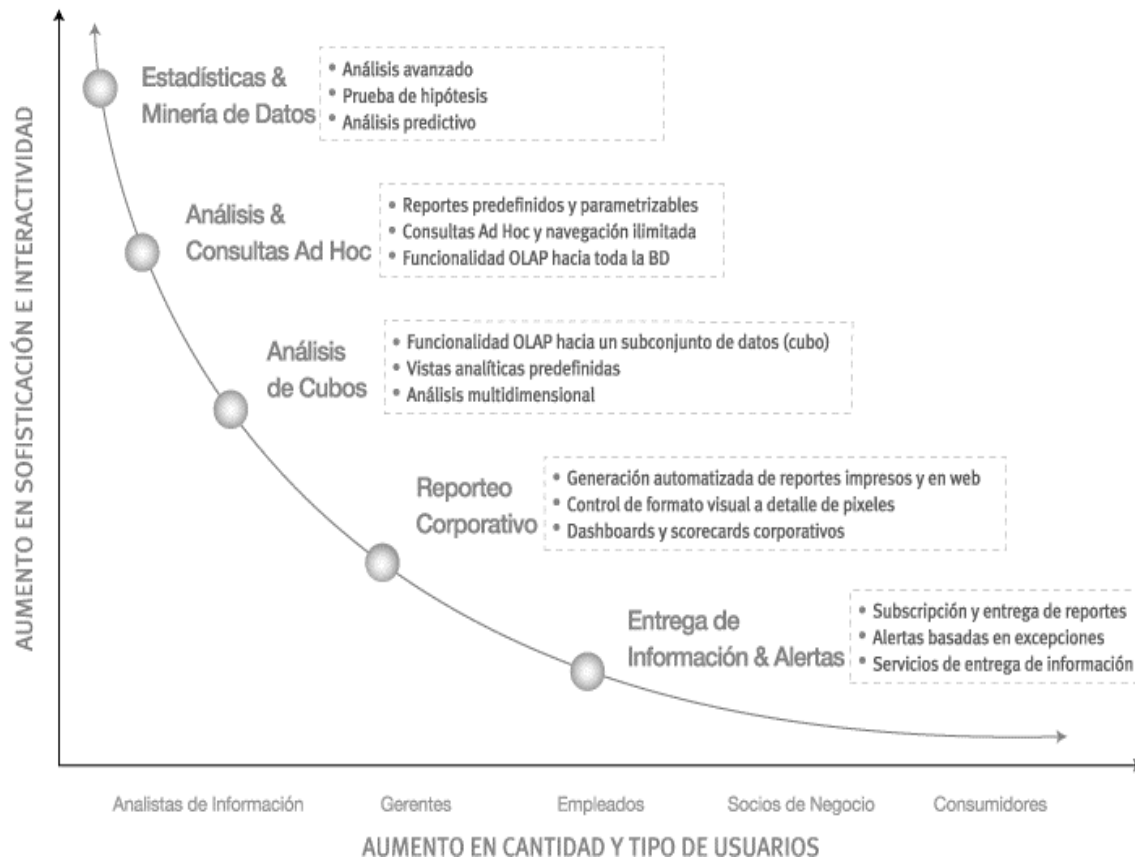 AUMENTO EN SOFISTICACIÓN E INTERACTIVIDAD
Estadísticas &
Minería de Datos
• Análisis avanzado
• Prueba de hipótesis
• Análisis predictivo
Análisis &
Consultas Ad Hoc
• Reportes predefinidos y parametrizables
• Consultas Ad Hoc y navegación ilimitada
• Funcionalidad OLAP hacia toda la BD
Análisis
de Cubos
• Funcionalidad OLAP hacia un subconjunto de datos (cubo)
• Vistas analíticas predefinidas
• Análisis multidimensional
Reporteo
Corporativo
• Generación automatizada de reportes impresos y en web
• Control de formato visual a detalle de pixeles
• Dashboards y scorecards corporativos
Entrega de
Información & Alertas
• Subscripción y entrega de reportes
• Alertas basadas en excepciones
• Servicios de entrega de información
Analistas de Información
Gerentes
Empleados
Socios de Negocio
Consumidores
AUMENTO EN CANTIDAD Y TIPO DE USUARIOS